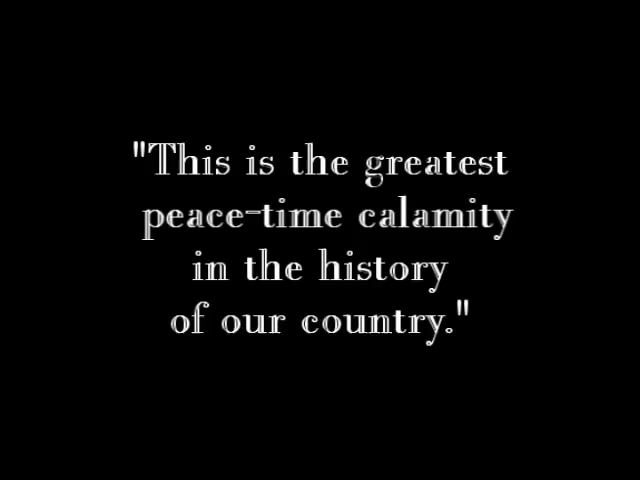 "This is the greatest
peace-time calamity
in the history
of our country."